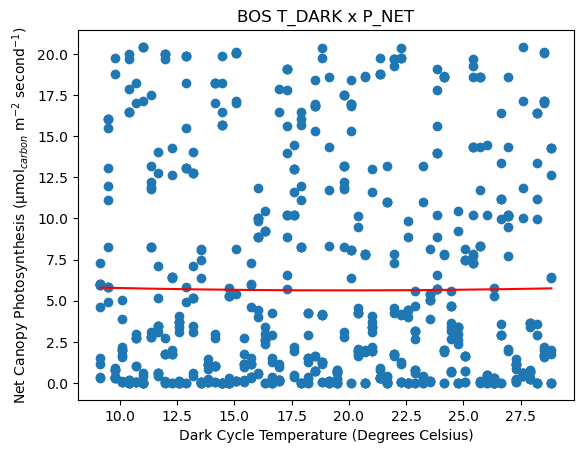 BOS T_DARK x P_NET
Net Canopy Photosynthesis (μmol_carbon m⁻² second⁻¹)
20.0
17.5
15.0
12.5
10.0
7.5
5.0
2.5
0.0
10.0 12.5 15.0 17.5 20.0 22.5 25.0 27.5
Dark Cycle Temperature (Degrees Celsius)